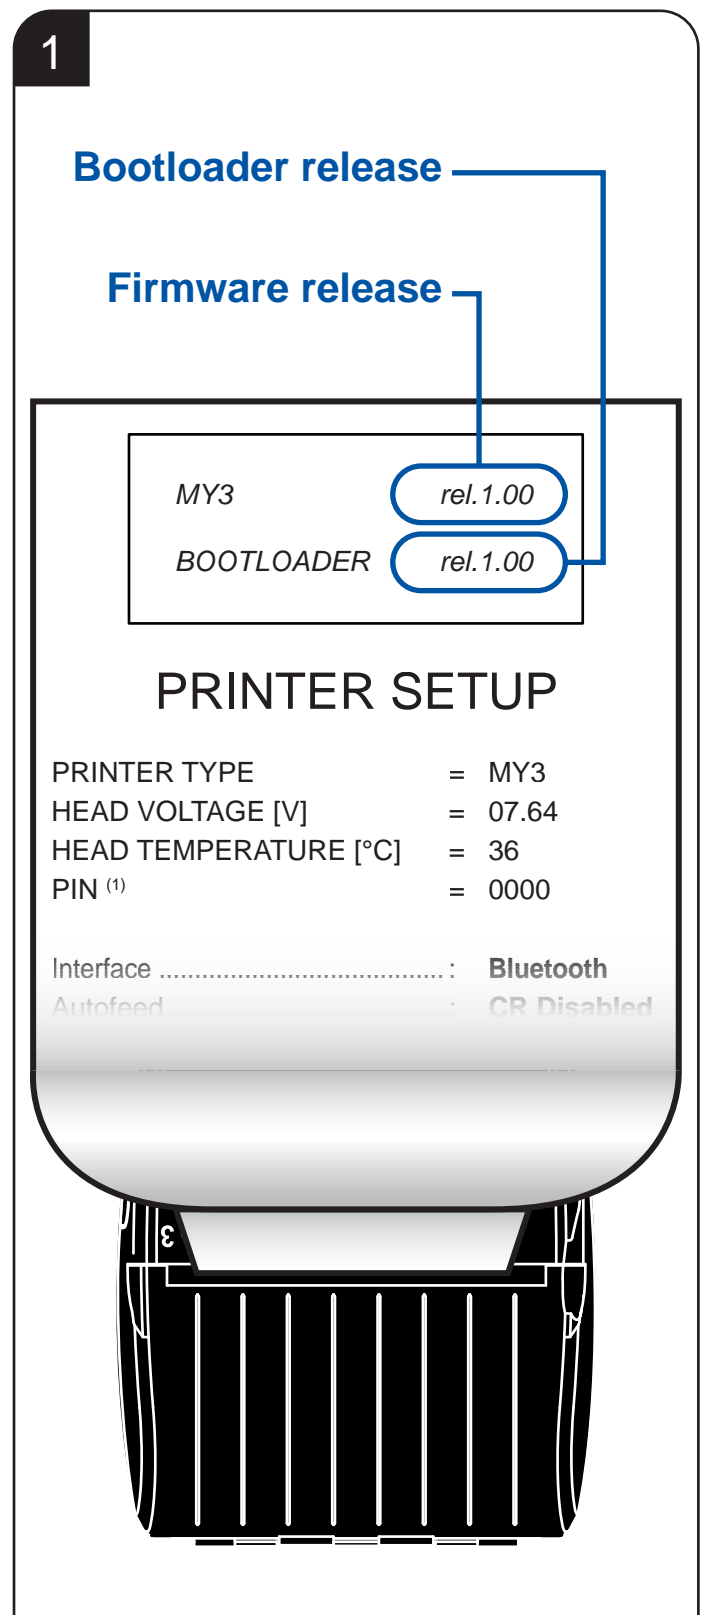 1
Bootloader release
Firmware release
MY3 rel.1.00
BOOTLOADER rel.1.00
PRINTER SETUP
PRINTER TYPE = MY3
HEAD VOLTAGE [V] = 07.64
HEAD TEMPERATURE [°C] = 36
PIN (1) = 0000
Interface ........................................ : Bluetooth
Autofeed ........................................ : CR Disabled
3